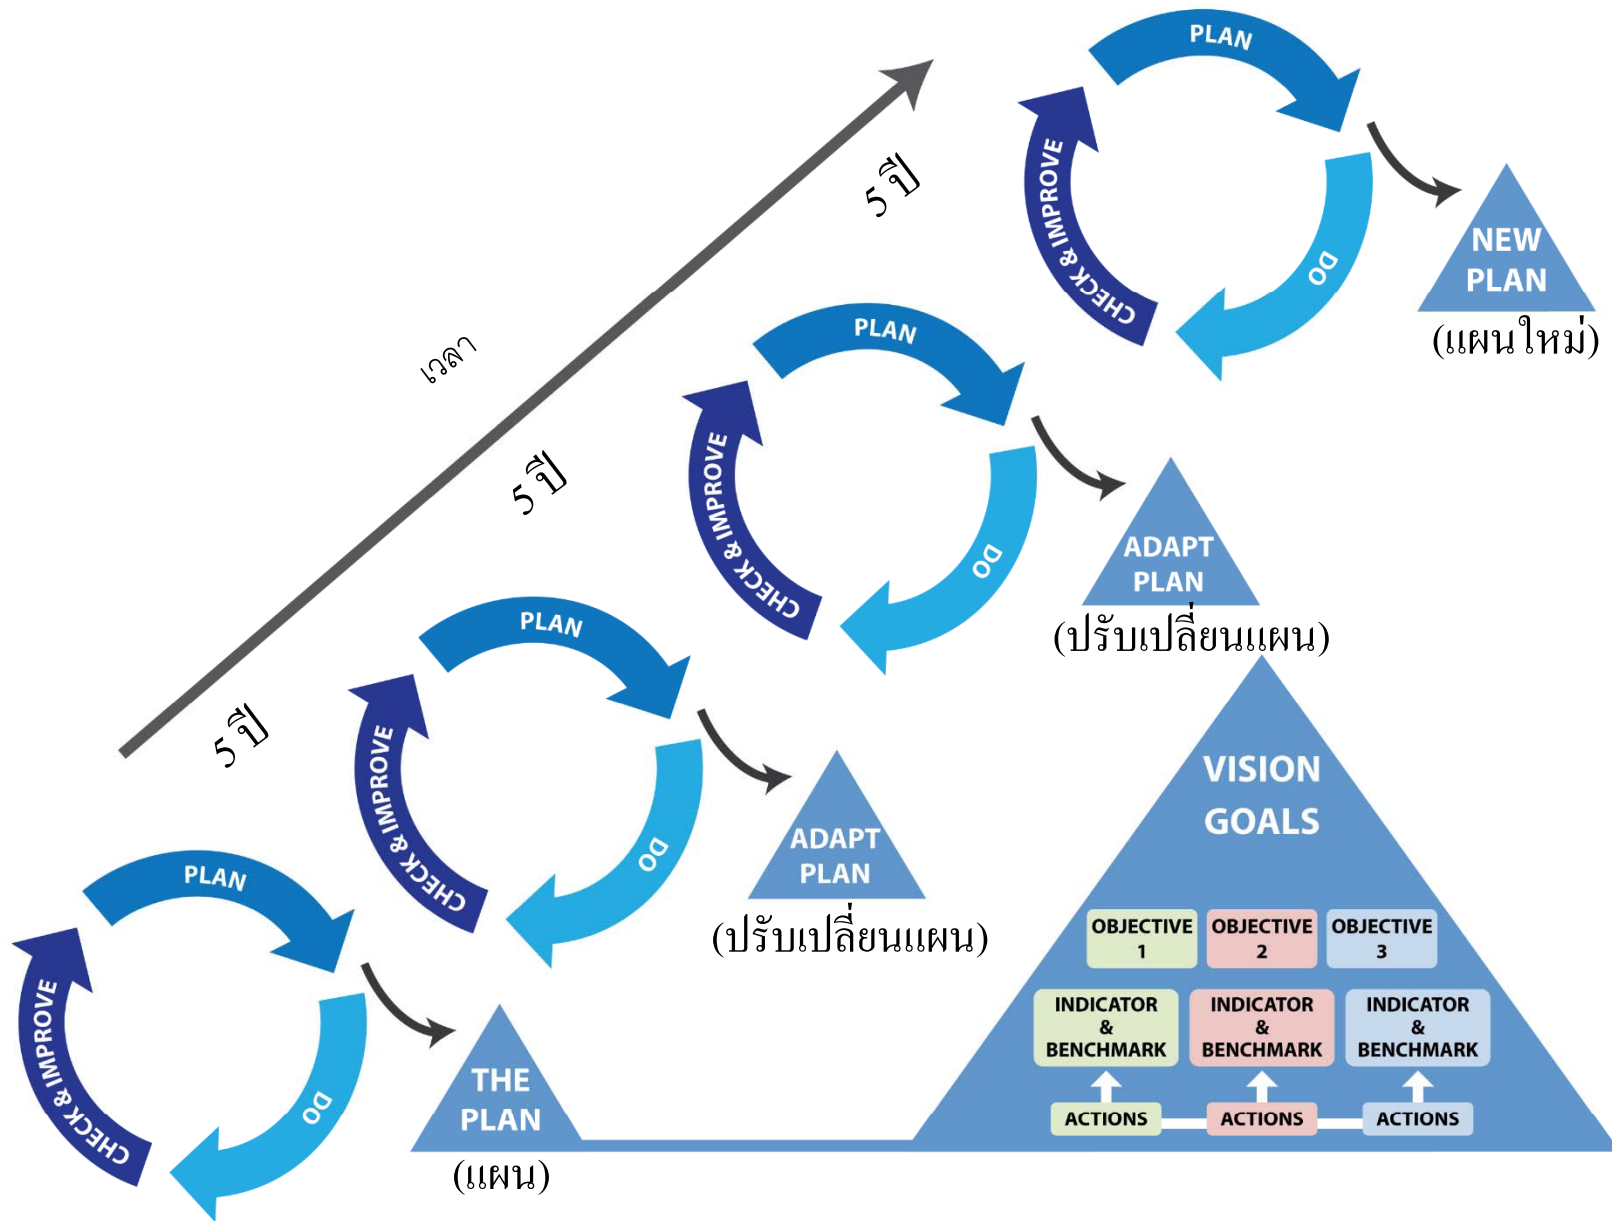 PLAN
DO
CHECK & IMPROVE
NEW
PLAN
(แผนใหม่)
5 ปี
เวลา
PLAN
DO
CHECK & IMPROVE
ADAPT
PLAN
(ปรับเปลี่ยนแผน)
5 ปี
PLAN
DO
CHECK & IMPROVE
ADAPT
PLAN
(ปรับเปลี่ยนแผน)
5 ปี
PLAN
DO
CHECK & IMPROVE
THE
PLAN
(แผน)
VISION
GOALS
OBJECTIVE
1
OBJECTIVE
2
OBJECTIVE
3
INDICATOR
&
BENCHMARK
INDICATOR
&
BENCHMARK
INDICATOR
&
BENCHMARK
ACTIONS
ACTIONS
ACTIONS